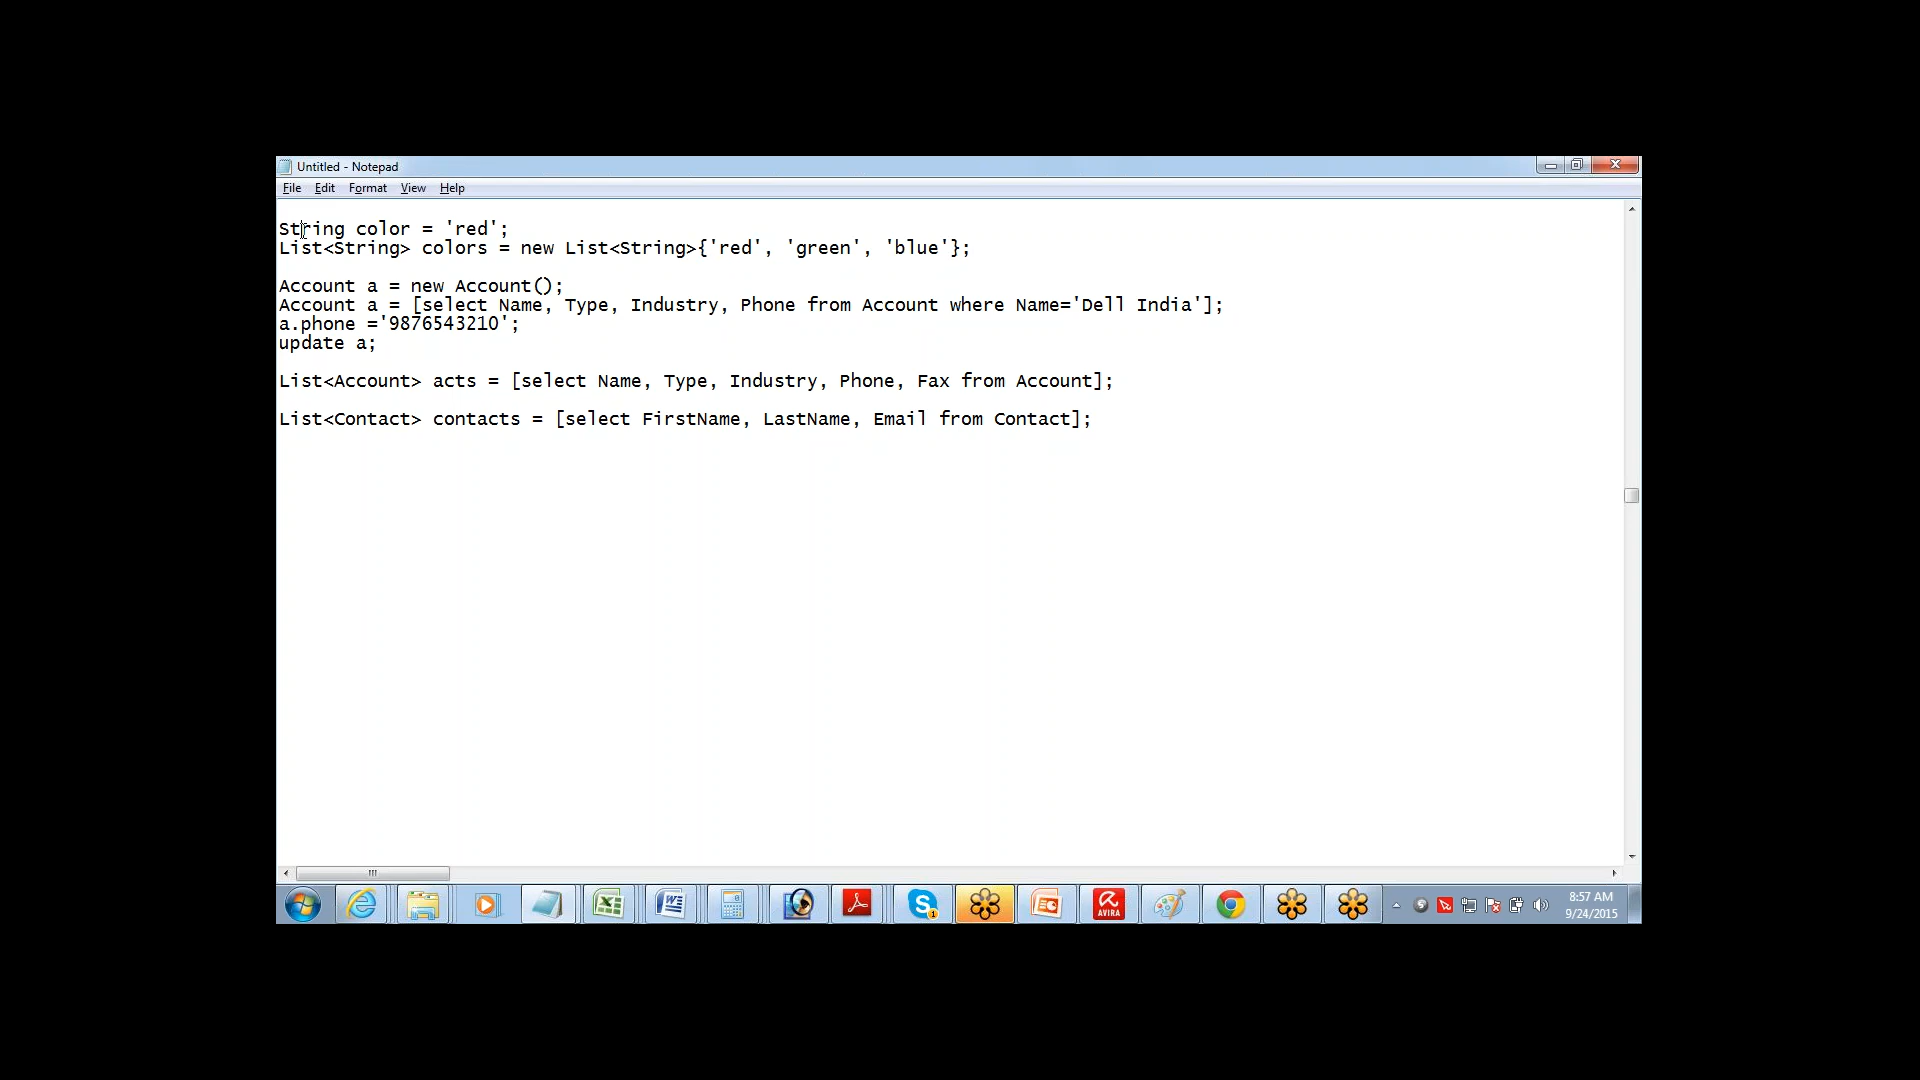 Untitled - Notepad
File Edit Format View Help
String color = 'red';
List<String> colors = new List<String>{'red', 'green', 'blue'};
Account a = new Account();
Account a = [select Name, Type, Industry, Phone from Account where Name='Dell India'];
a.phone ='9876543210';
update a;
List<Account> acts = [select Name, Type, Industry, Phone, Fax from Account];
List<Contact> contacts = [select FirstName, LastName, Email from Contact];
AVIRA
8:57 AM
9/24/2015